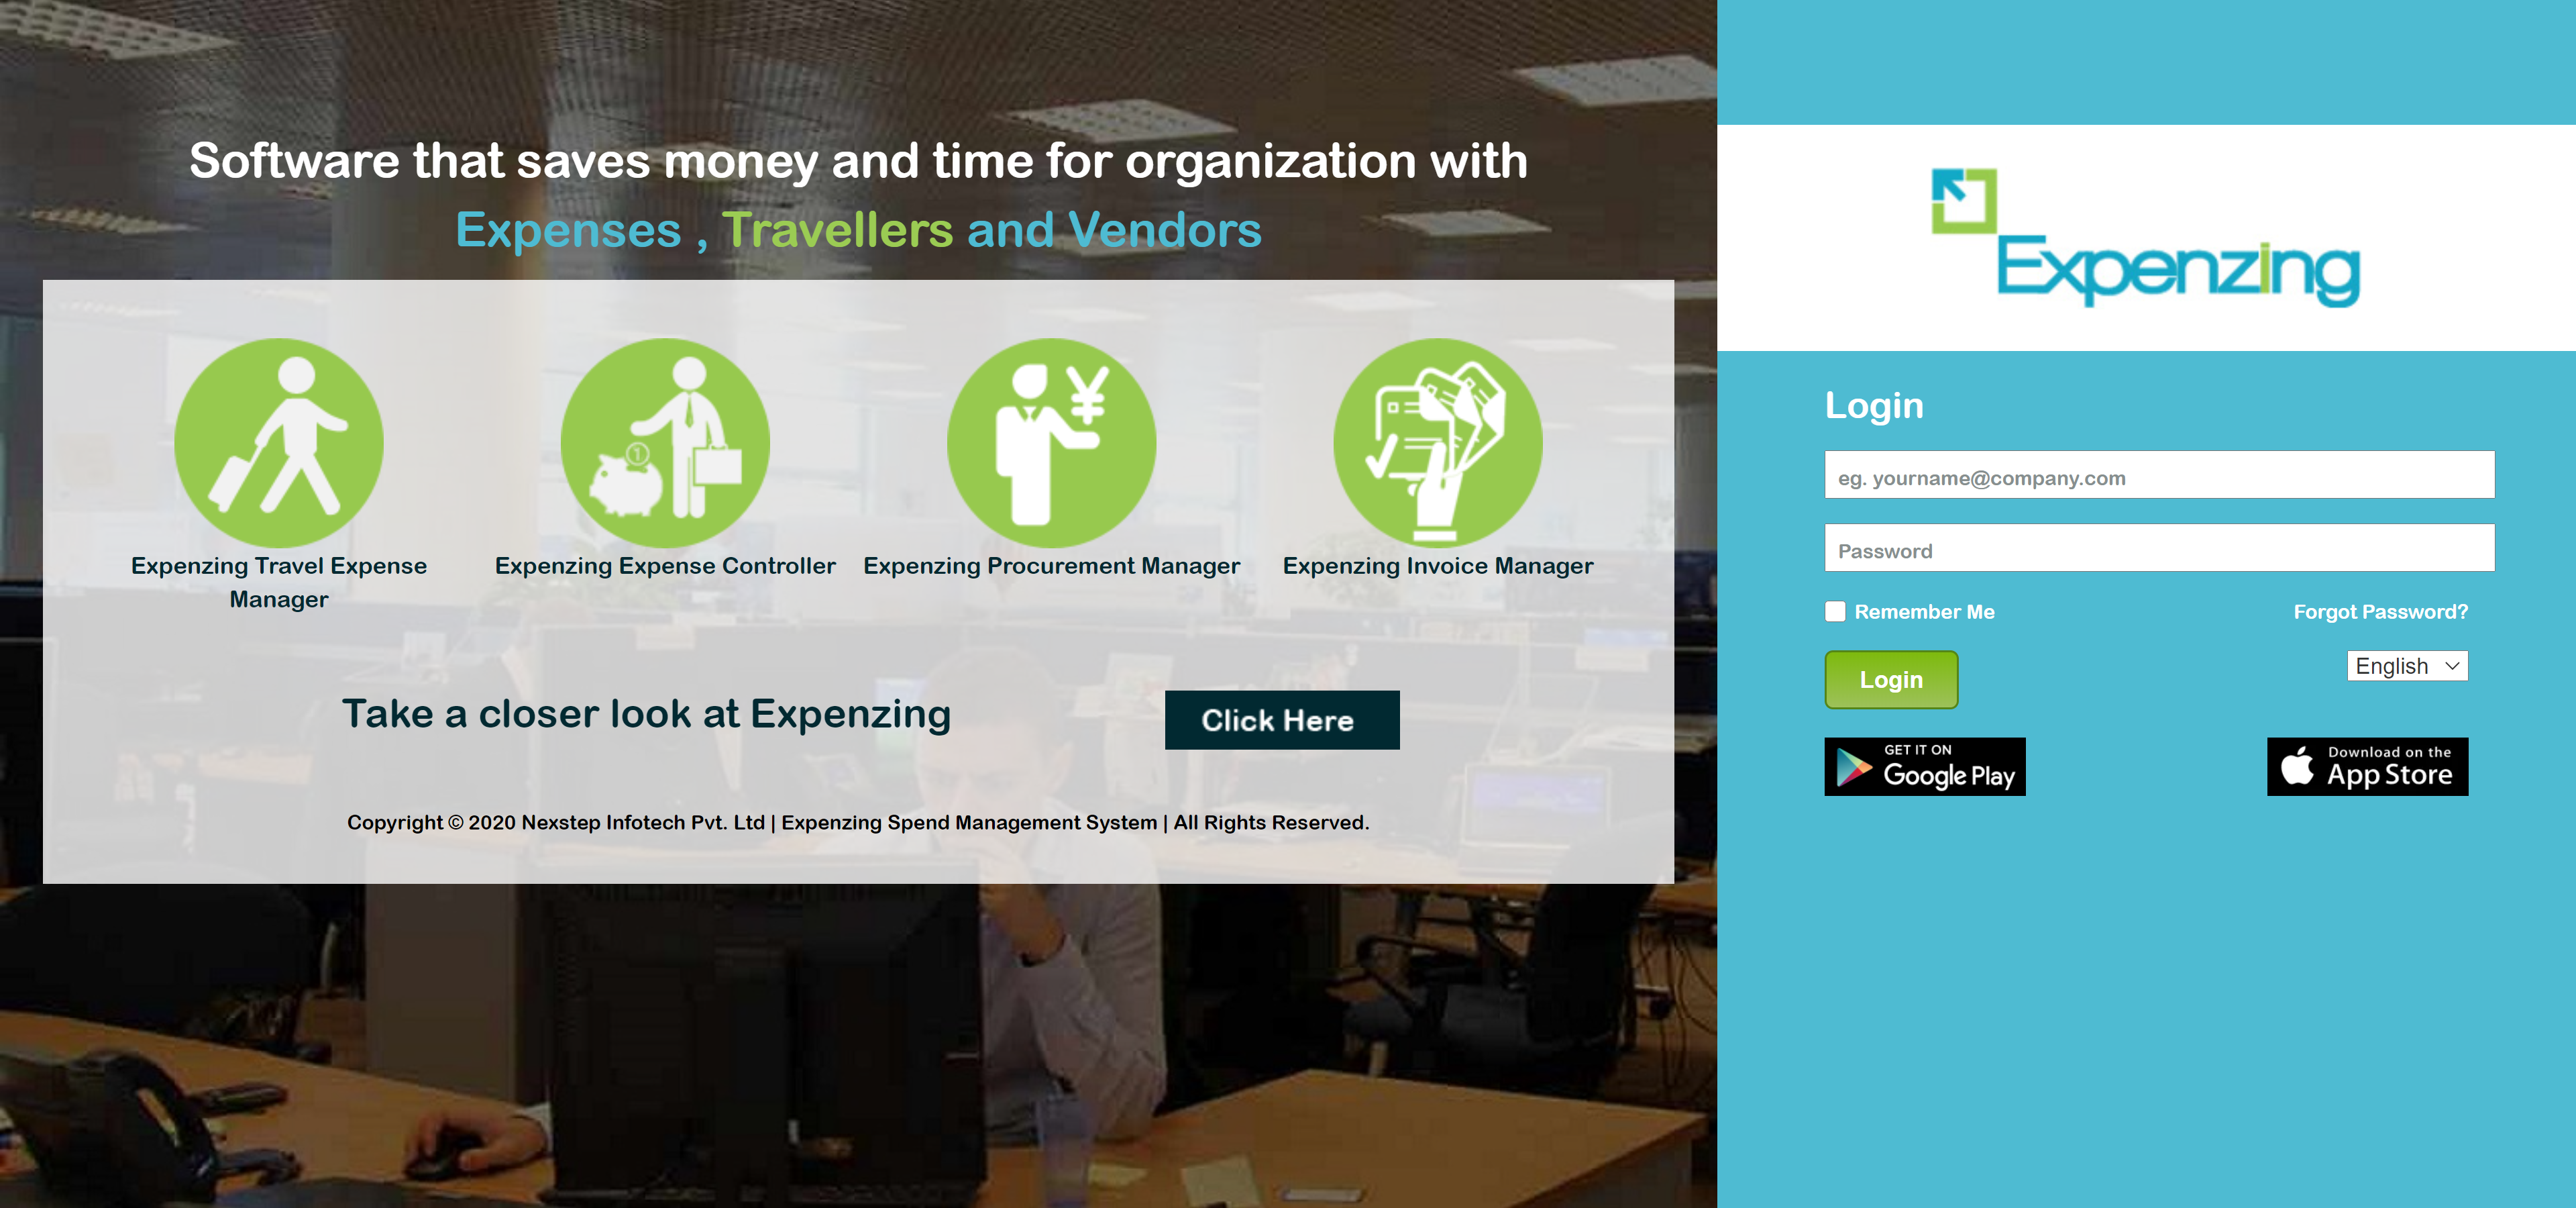 Software that saves money and time for organization with
Expenses , Travellers and Vendors
Expenzing Travel Expense
Manager
Expenzing Expense Controller
Expenzing Procurement Manager
Expenzing Invoice Manager
Take a closer look at Expenzing
Click Here
Copyright © 2020 Nexstep Infotech Pvt. Ltd | Expenzing Spend Management System | All Rights Reserved.
Expenzing
Login
eg. yourname@company.com
Password
Remember Me
Forgot Password?
Login
English
GET IT ON
Google Play
Download on the
App Store